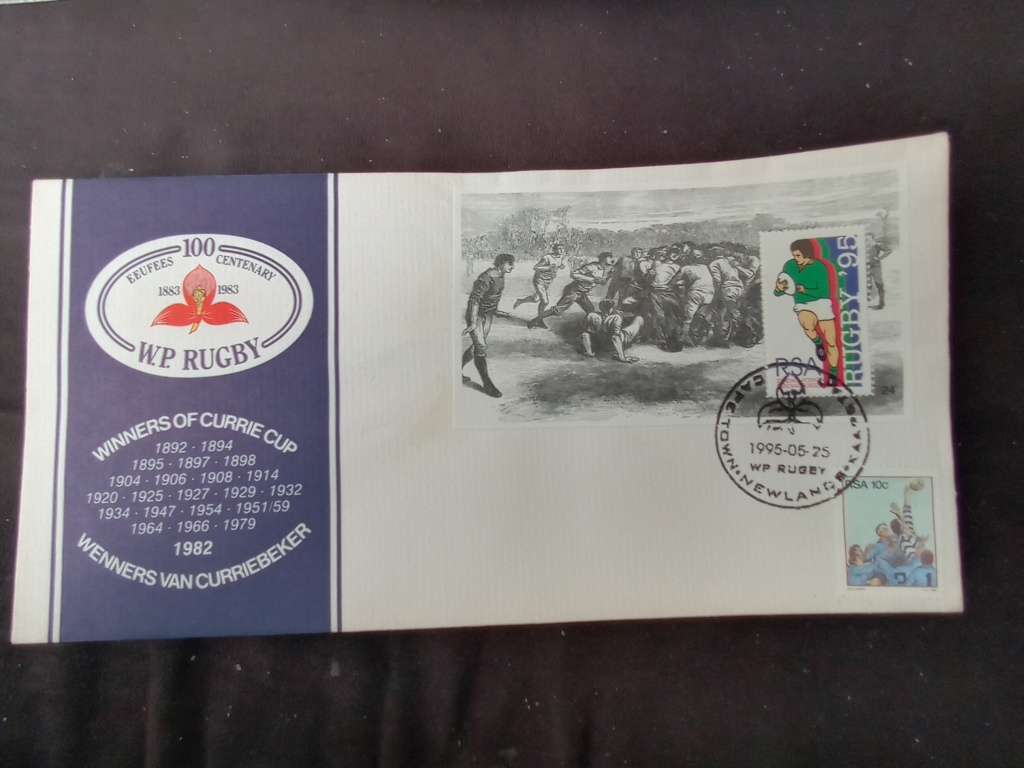 100
EEUFEES CENTENARY
1883 1983
W.P. RUGBY
WINNERS OF CURRIE CUP
1892 · 1894
1895 · 1897 · 1898
1904 · 1906 · 1908 · 1914
1920 · 1925 · 1927 · 1929 · 1932
1934 · 1947 · 1954 · 1951/59
1964 · 1966 · 1979
1982
WENNERS VAN CURRIEBEKER
RUGBY '95
RSA
CAPE TOWN · NEWLANDS · KAAPSTAD
1995-05-25
WP RUGBY
RSA 10c